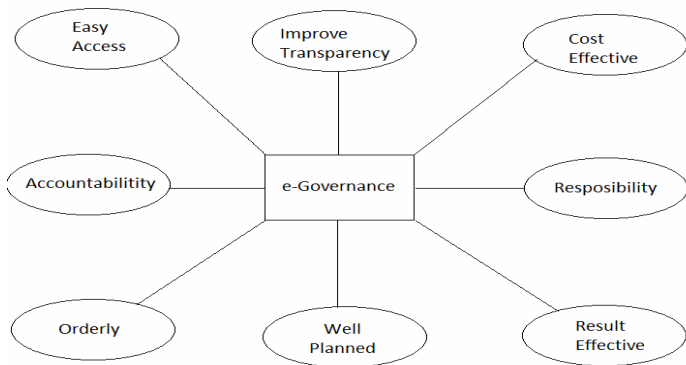 Easy
Access
Improve
Transparency
Cost
Effective
Accountabilitity
e-Governance
Resposibility
Orderly
Well
Planned
Result
Effective